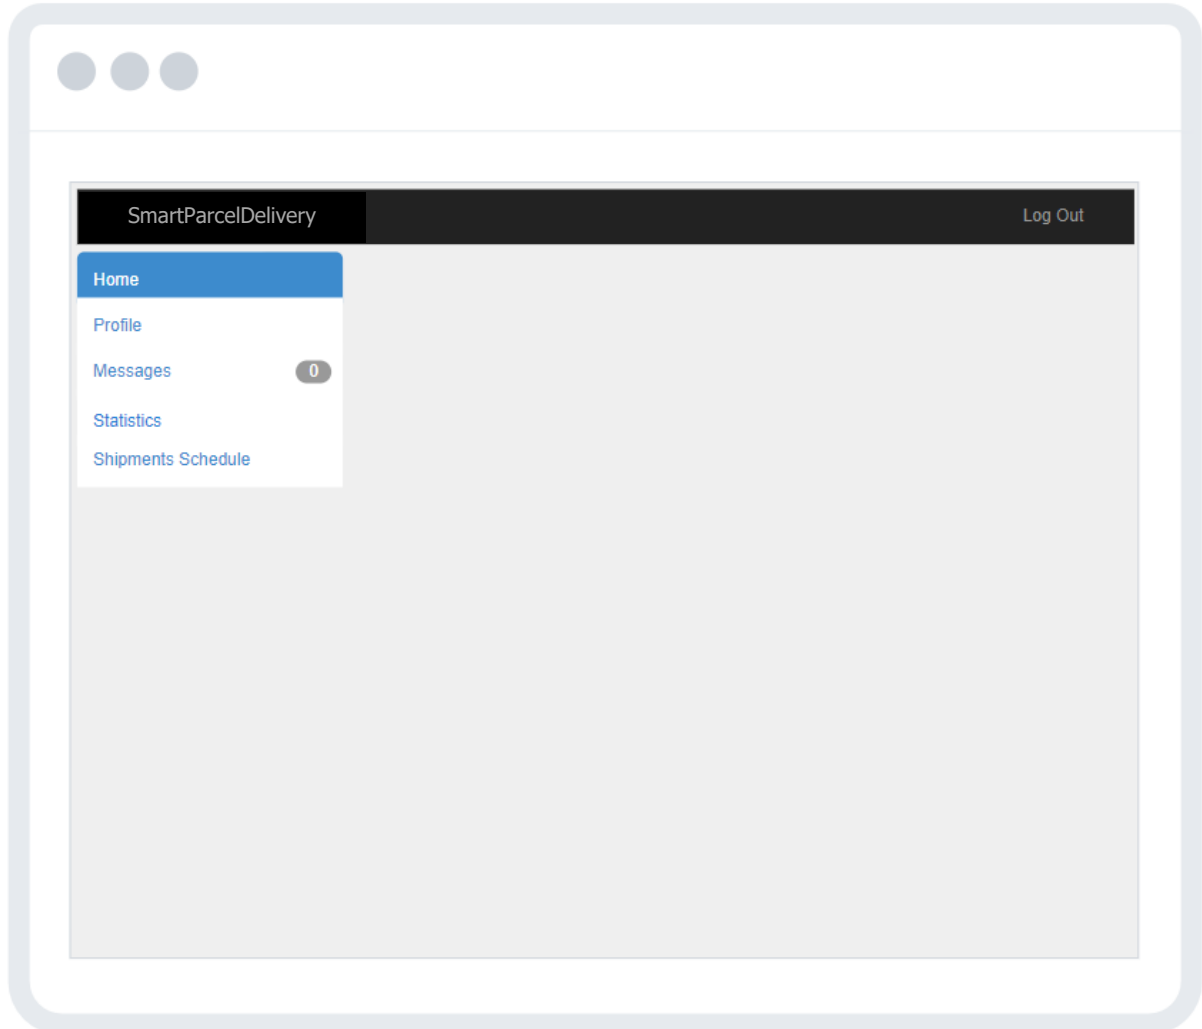 SmartParcelDelivery
Log Out
Home
Profile
Messages 0
Statistics
Shipments Schedule